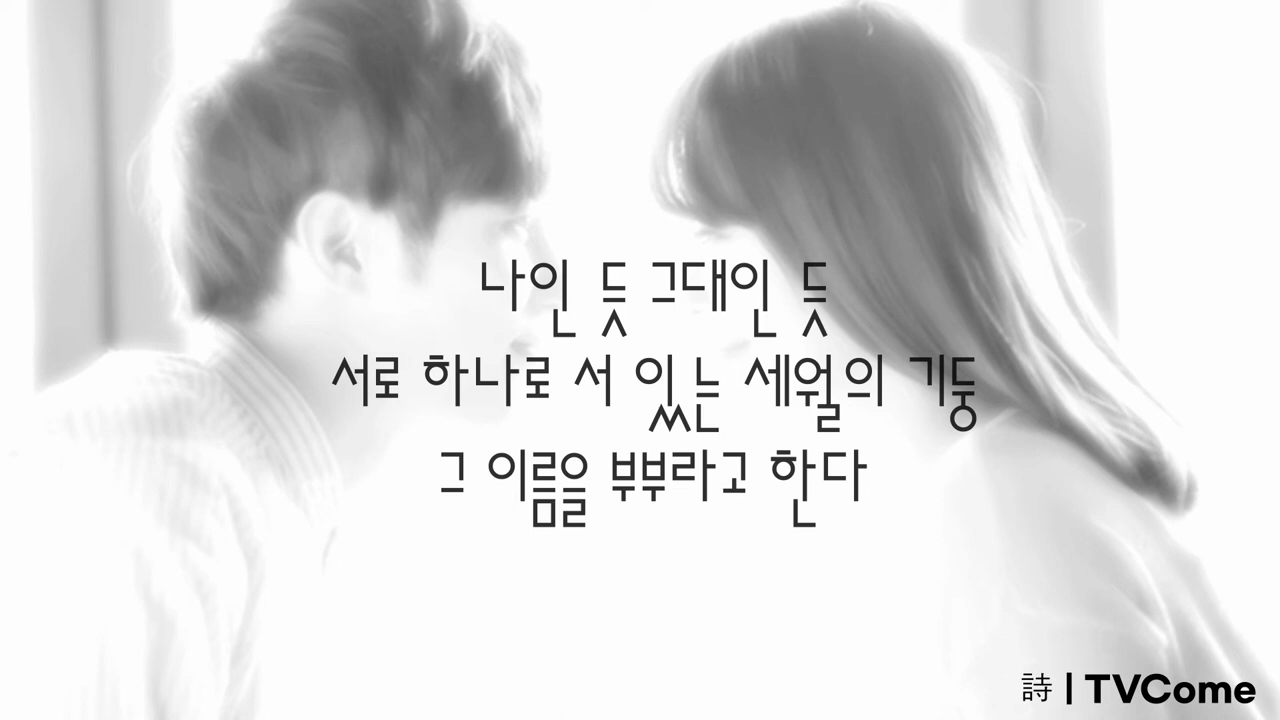 나인 듯 그대인 듯
서로 하나로 서 있는 세월의 기둥
그 이름을 부부라고 한다
詩 | TVCome